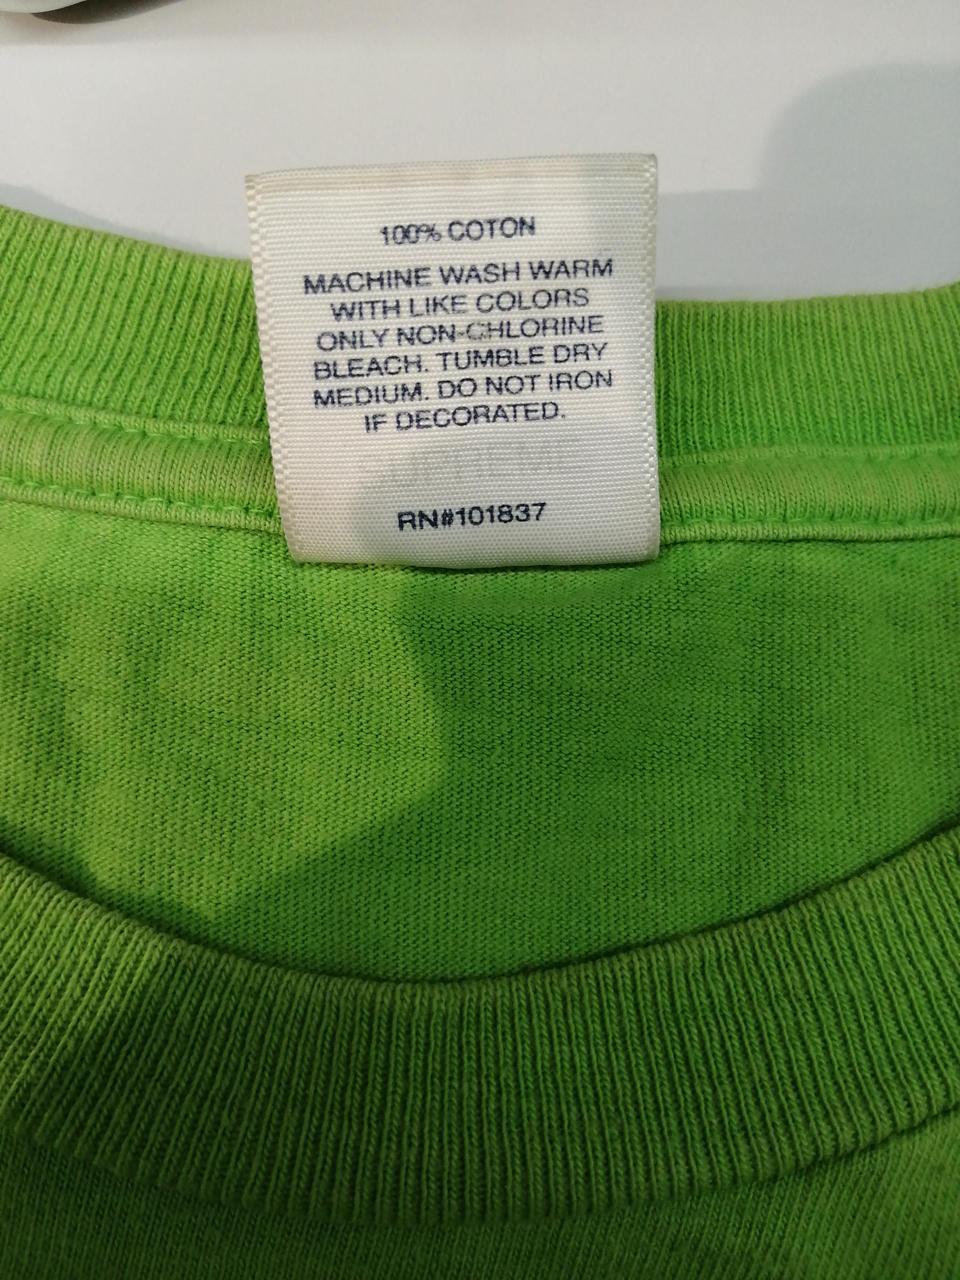 100% COTON
MACHINE WASH WARM
WITH LIKE COLORS
ONLY NON-CHLORINE
BLEACH. TUMBLE DRY
MEDIUM. DO NOT IRON
IF DECORATED.
RN#101837